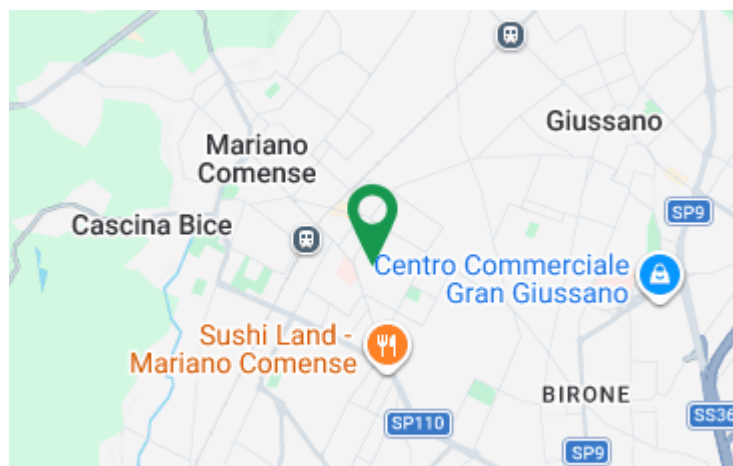 Giussano
Mariano
Comense
SP9
Cascina Bice
Centro Commerciale
Gran Giussano
Sushi Land -
Mariano Comense
BIRONE
SP110
SS36
SP9